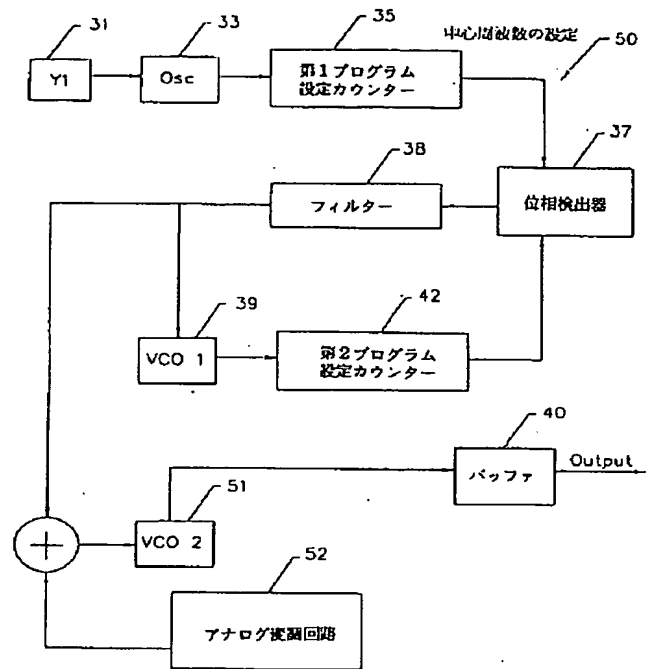 31
33
35
中心周波数の設定
50
Y1
Osc
第1プログラム
設定カウンター
37
38
フィルター
位相検出器
39
42
VCO 1
第2プログラム
設定カウンター
40
バッファ
Output
51
VCO 2
52
アナログ変調回路